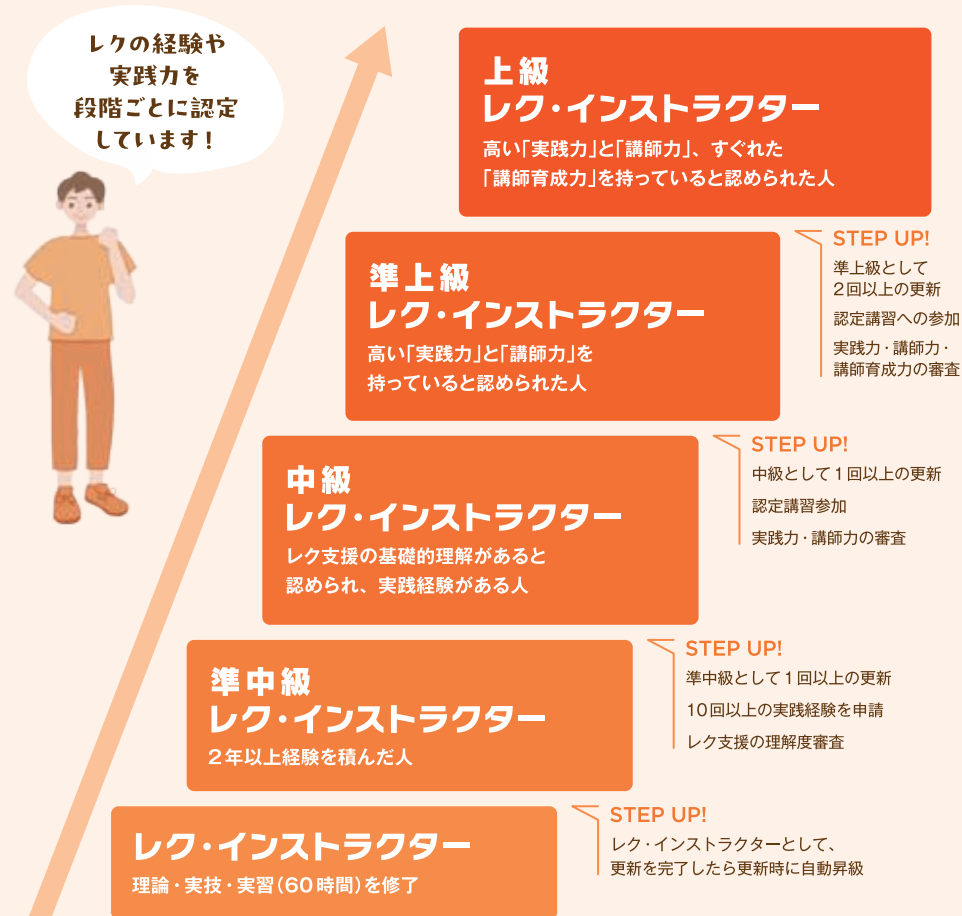 レクの経験や
実践力を
段階ごとに認定
しています！
上級
レク・インストラクター
高い「実践力」と「講師力」、すぐれた
「講師育成力」を持っていると認められた人
STEP UP!
準上級として
2回以上の更新
認定講習への参加
実践力・講師力・
講師育成力の審査
準上級
レク・インストラクター
高い「実践力」と「講師力」を
持っていると認められた人
STEP UP!
中級として1回以上の更新
認定講習参加
実践力・講師力の審査
中級
レク・インストラクター
レク支援の基礎的理解があると
認められ、実践経験がある人
STEP UP!
準中級として1回以上の更新
10回以上の実践経験を申請
レク支援の理解度審査
準中級
レク・インストラクター
2年以上経験を積んだ人
STEP UP!
レク・インストラクターとして、
更新を完了したら更新時に自動昇級
レク・インストラクター
理論・実技・実習（60時間）を修了